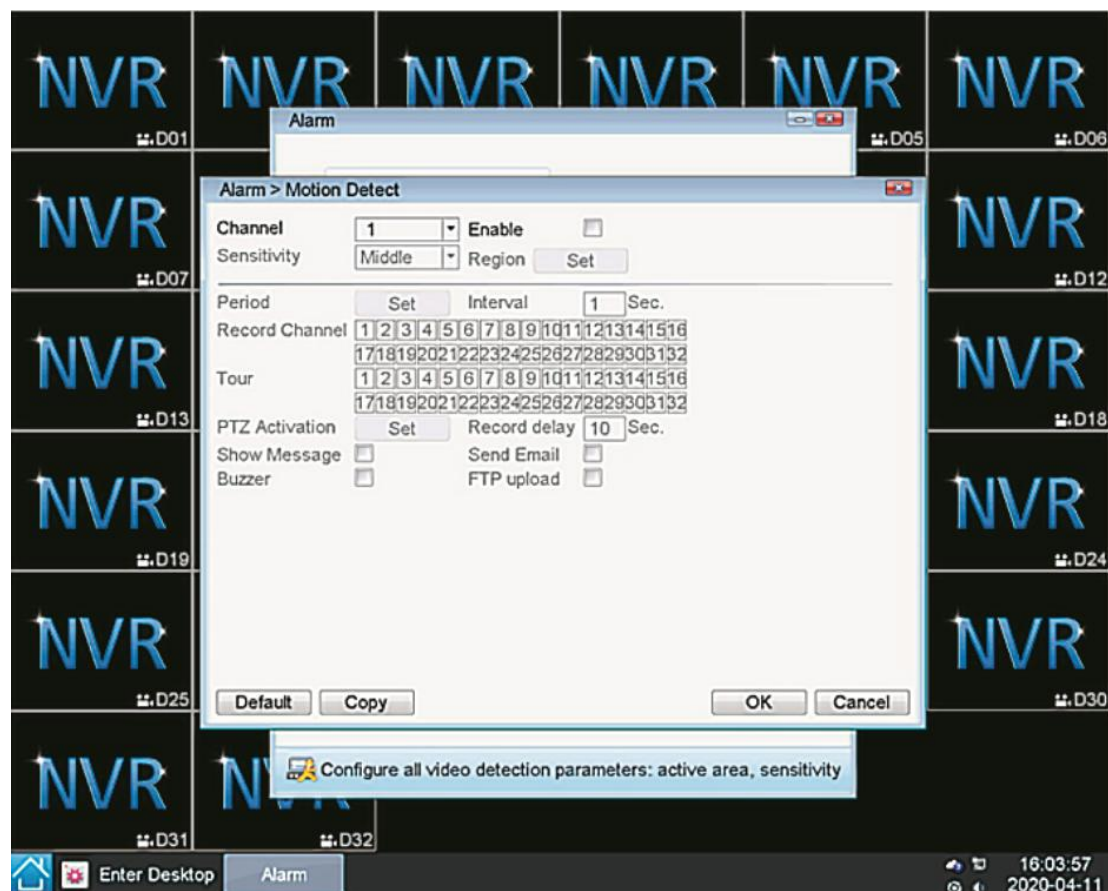 NVR NVR NVR NVR NVR NVR
D01 D05 D06
Alarm
Alarm > Motion Detect
Channel 1 Enable
Sensitivity Middle Region Set
Period Set Interval 1 Sec.
Record Channel 1 2 3 4 5 6 7 8 9 10 11 12 13 14 15 16
17 18 19 20 21 22 23 24 25 26 27 28 29 30 31 32
Tour 1 2 3 4 5 6 7 8 9 10 11 12 13 14 15 16
17 18 19 20 21 22 23 24 25 26 27 28 29 30 31 32
PTZ Activation Set Record delay 10 Sec.
Show Message Send Email
Buzzer FTP upload
Default Copy OK Cancel
NVR NVR
D07 D12
NVR NVR
D13 D18
NVR NVR
D19 D24
NVR NVR
D25 D30
Configure all video detection parameters: active area, sensitivity
NVR
D31 D32
Enter Desktop Alarm 16:03:57
2020-04-11